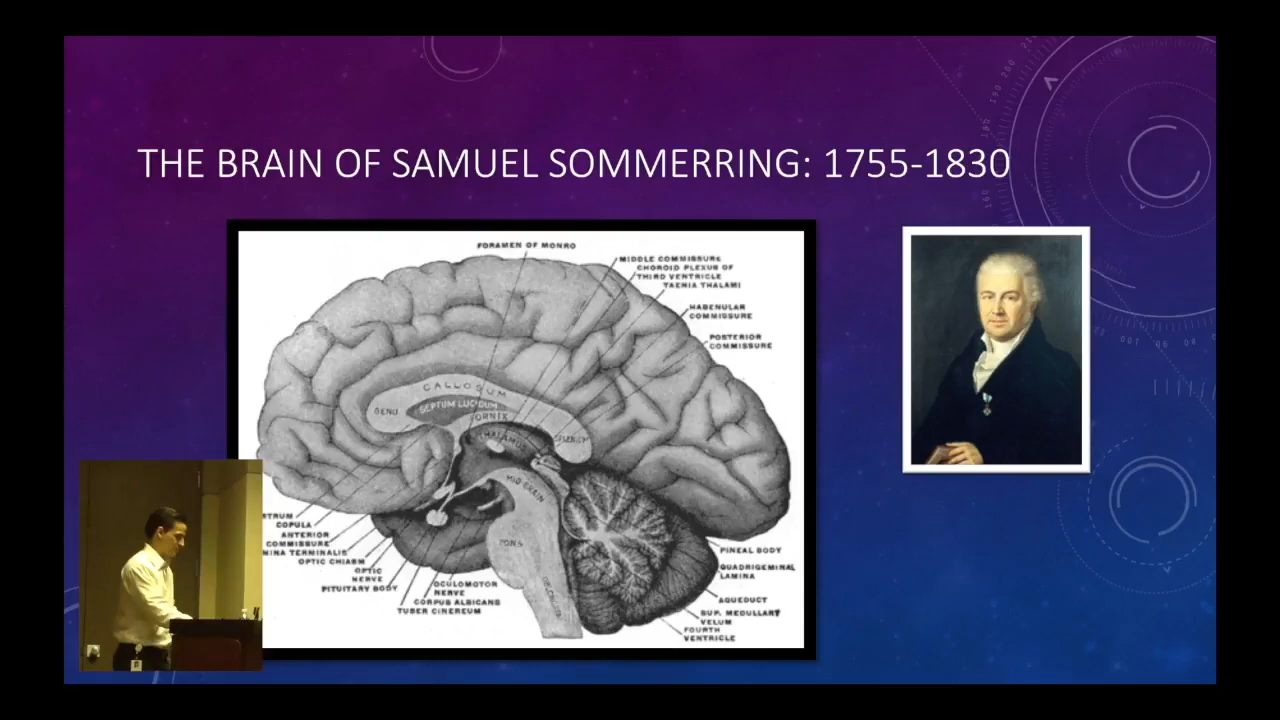 THE BRAIN OF SAMUEL SOMMERRING: 1755-1830
FORAMEN OF MONRO
MIDDLE COMMISSURE
CHOROID PLEXUS OF
THIRD VENTRICLE
TAENIA THALAMI
HABENULAR
COMMISSURE
POSTERIOR
COMMISSURE
CALLOSUM
GENU
SEPTUM LUCIDUM
FORNIX
THALAMUS
MID BRAIN
PONS
STRUM
COPULA
ANTERIOR
COMMISSURE
MINA TERMINALIS
OPTIC CHIASM
OPTIC
NERVE
PITUITARY BODY
OCULOMOTOR
NERVE
CORPUS ALBICANS
TUBER CINEREUM
PINEAL BODY
QUADRIGEMINAL
LAMINA
AQUEDUCT
SUP. MEDULLARY
VELUM
FOURTH
VENTRICLE